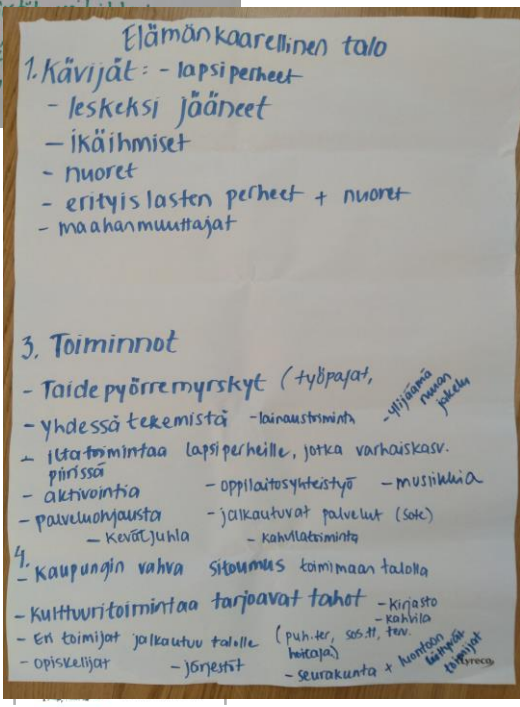 Elämänkaarellinen talo
1. Kävijät: - lapsiperheet
- leskeksi jääneet
- ikäihmiset
- nuoret
- erityislasten perheet + nuoret
- maahanmuuttajat
3. Toiminnot
- Taidepyörremyrskyt (työpajat,
- yhdessä tekemistä - lainaustoiminta - ylijäämä ruuan jakelu
- iltatoimintaa lapsiperheille, jotka varhaiskasv.
piirissä
- aktivointia - oppilaitosyhteistyö - musiikkia
- palveluohjausta - jalkautuvat palvelut (sote)
- Kevätjuhla - kahvilatoiminta
4.
- Kaupungin vahva sitoumus toimimaan talolla
- Kulttuuritoimintaa tarjoavat tahot - kirjasto
- kahvila
- Eri toimijat jalkautuu talolle (puh.ter, sos.tt, terv.
hoitaja)
- opiskelijat - järjestöt - seurakunta + luontoon liittyvät toimijat